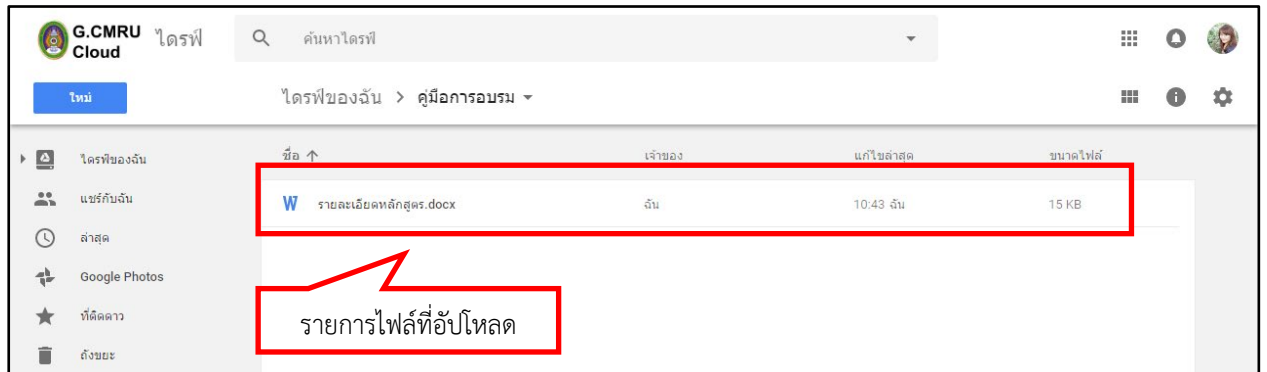 G.CMRU
Cloud
ไดรฟ์
ค้นหาไดรฟ์
ใหม่
ไดรฟ์ของฉัน > คู่มือการอบรม
ชื่อ ↑ เจ้าของ แก้ไขล่าสุด ขนาดไฟล์
ไดรฟ์ของฉัน
W รายละเอียดหลักสูตร.docx ฉัน 10:43 ฉัน 15 KB
แชร์กับฉัน
ล่าสุด
Google Photos
ที่ติดดาว
ถังขยะ
รายการไฟล์ที่อัปโหลด